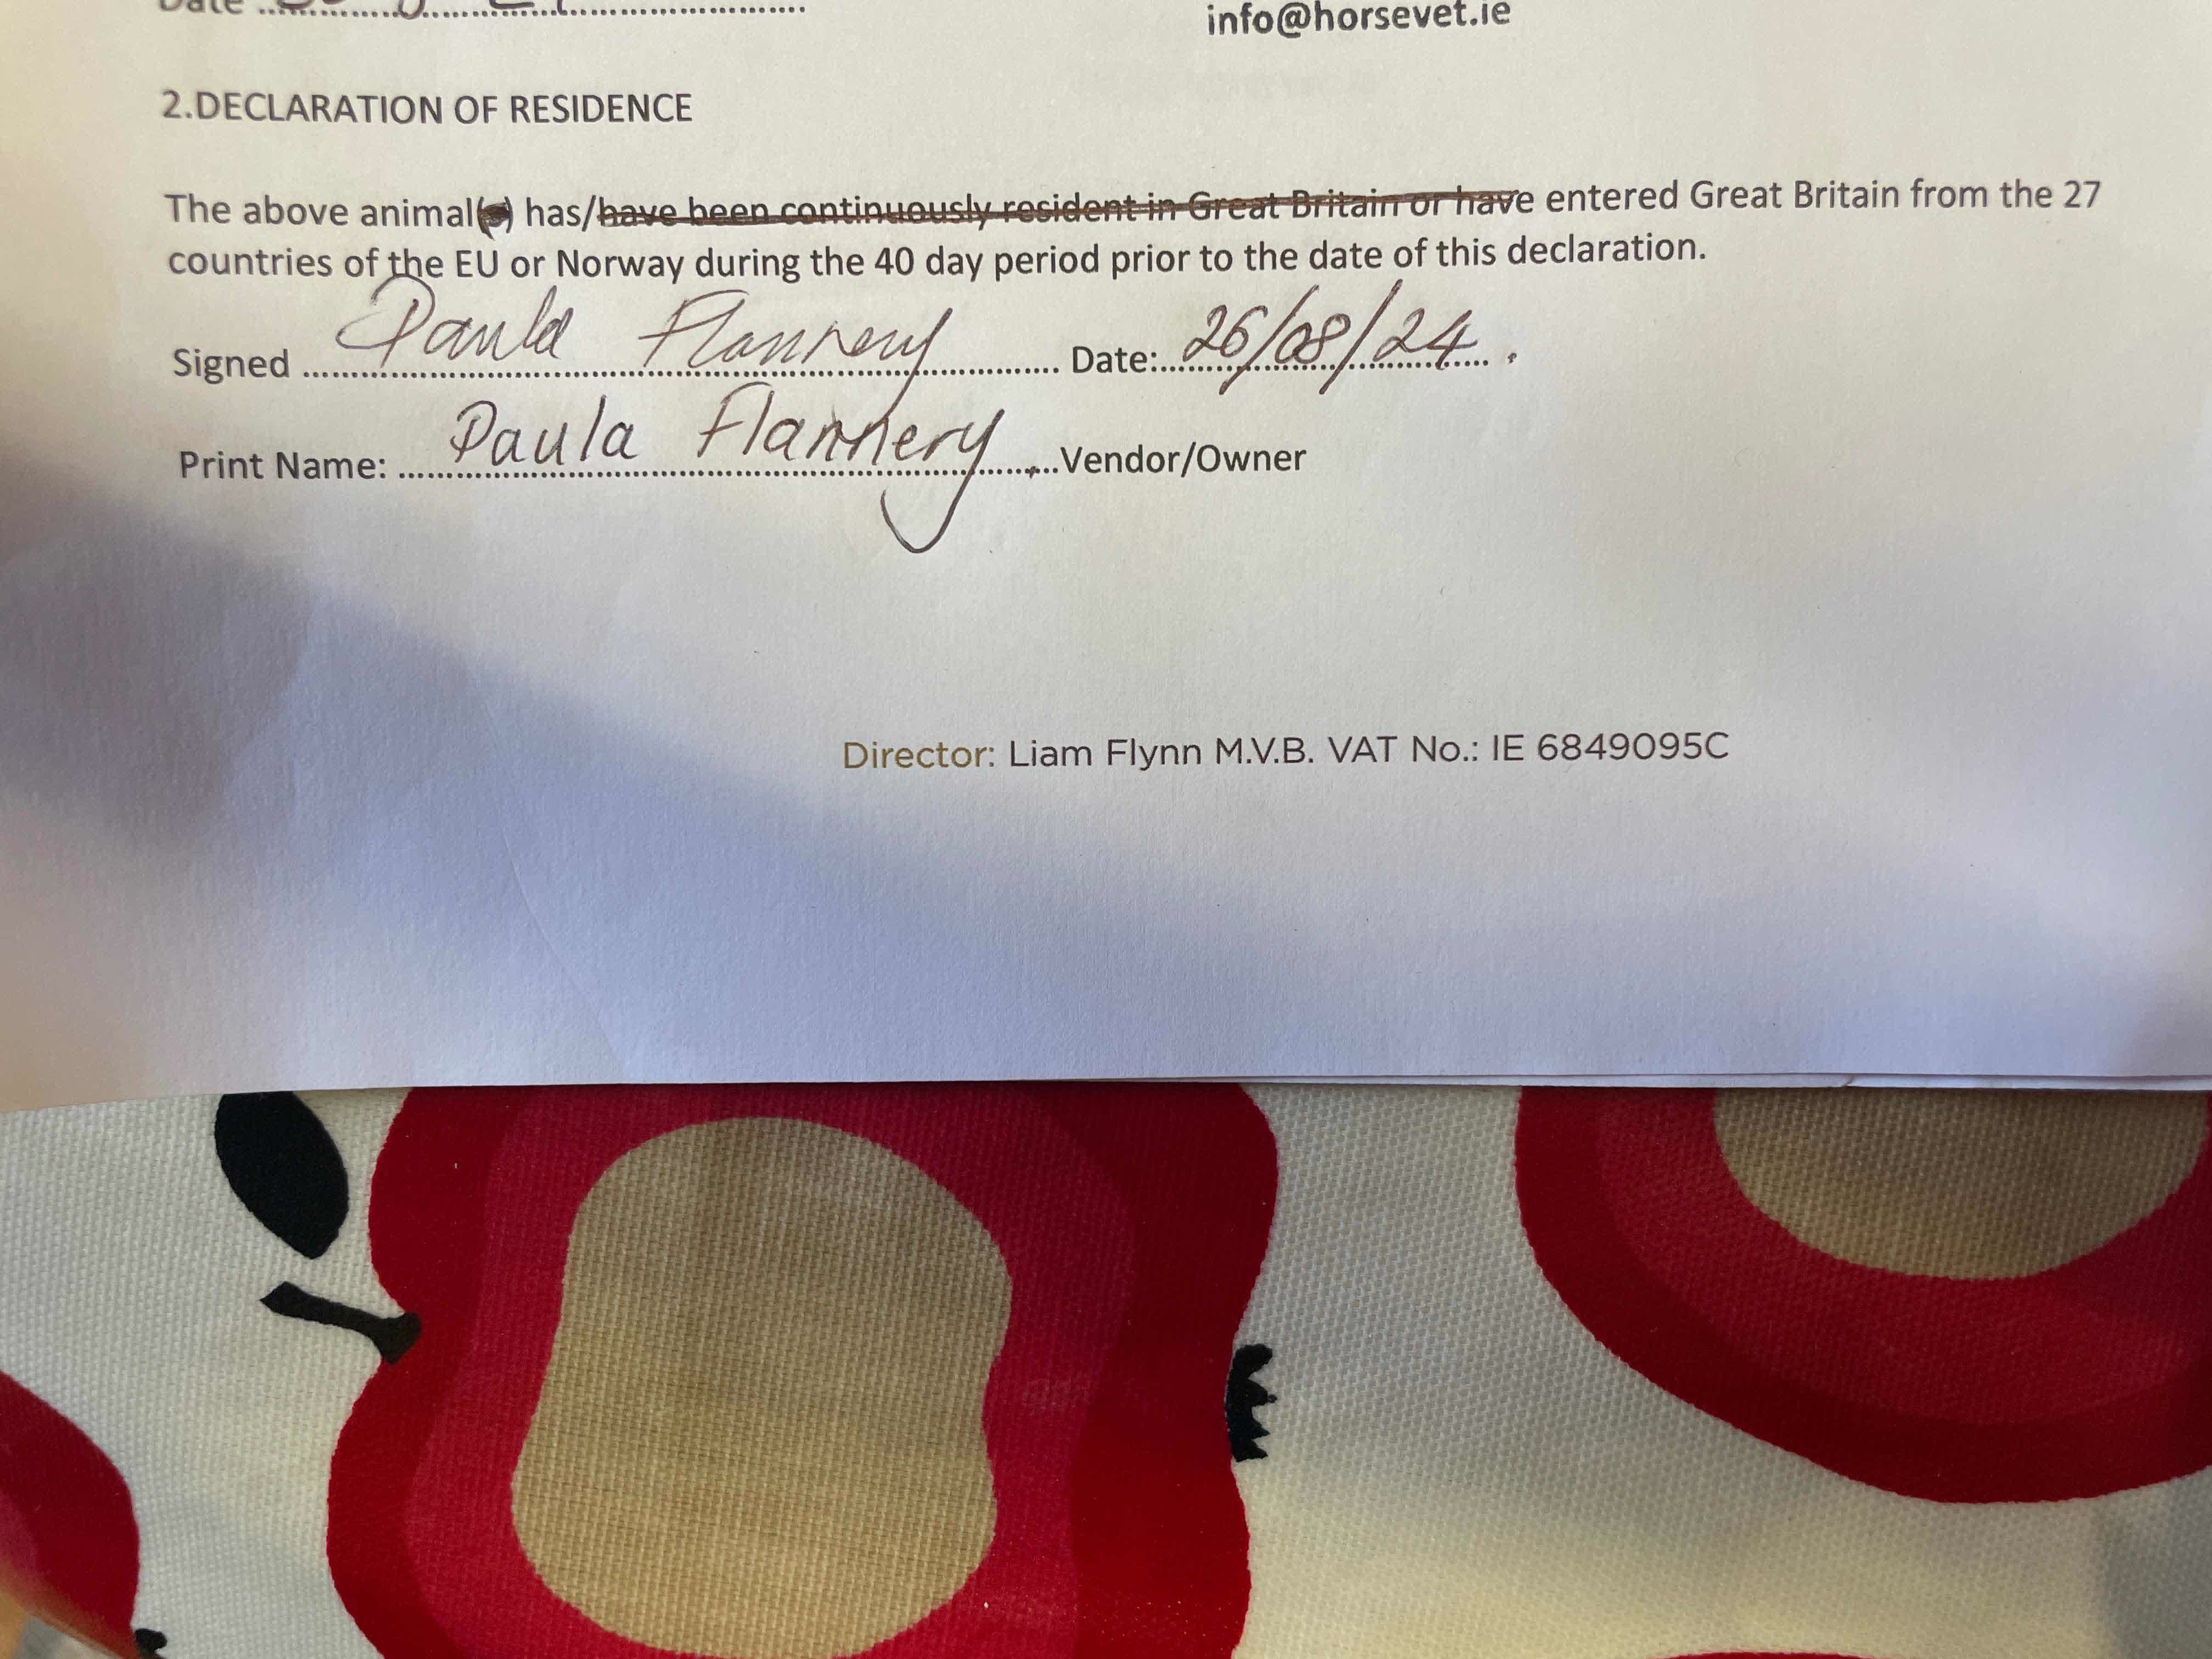 Date
info@horsevet.ie
2.DECLARATION OF RESIDENCE
The above animal(s) has/have been continuously resident in Great Britain or have entered Great Britain from the 27
countries of the EU or Norway during the 40 day period prior to the date of this declaration.
Signed Paula Flannery Date: 26/08/24.
Print Name: Paula Flannery Vendor/Owner
Director: Liam Flynn M.V.B. VAT No.: IE 6849095C